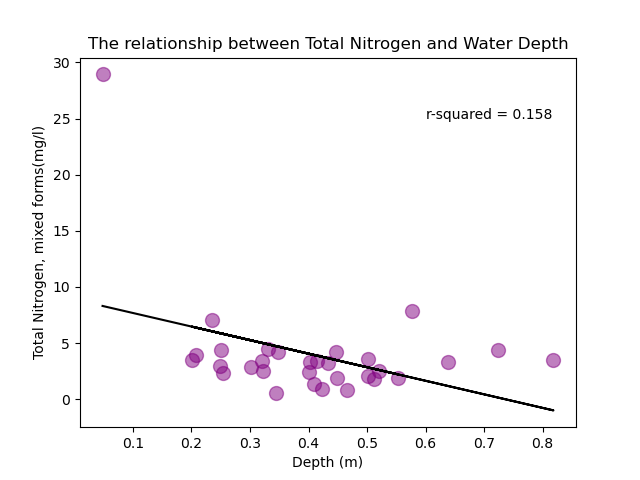 The relationship between Total Nitrogen and Water Depth
30
25
20
15
10
5
0
Total Nitrogen, mixed forms(mg/l)
r-squared = 0.158
0.1 0.2 0.3 0.4 0.5 0.6 0.7 0.8
Depth (m)